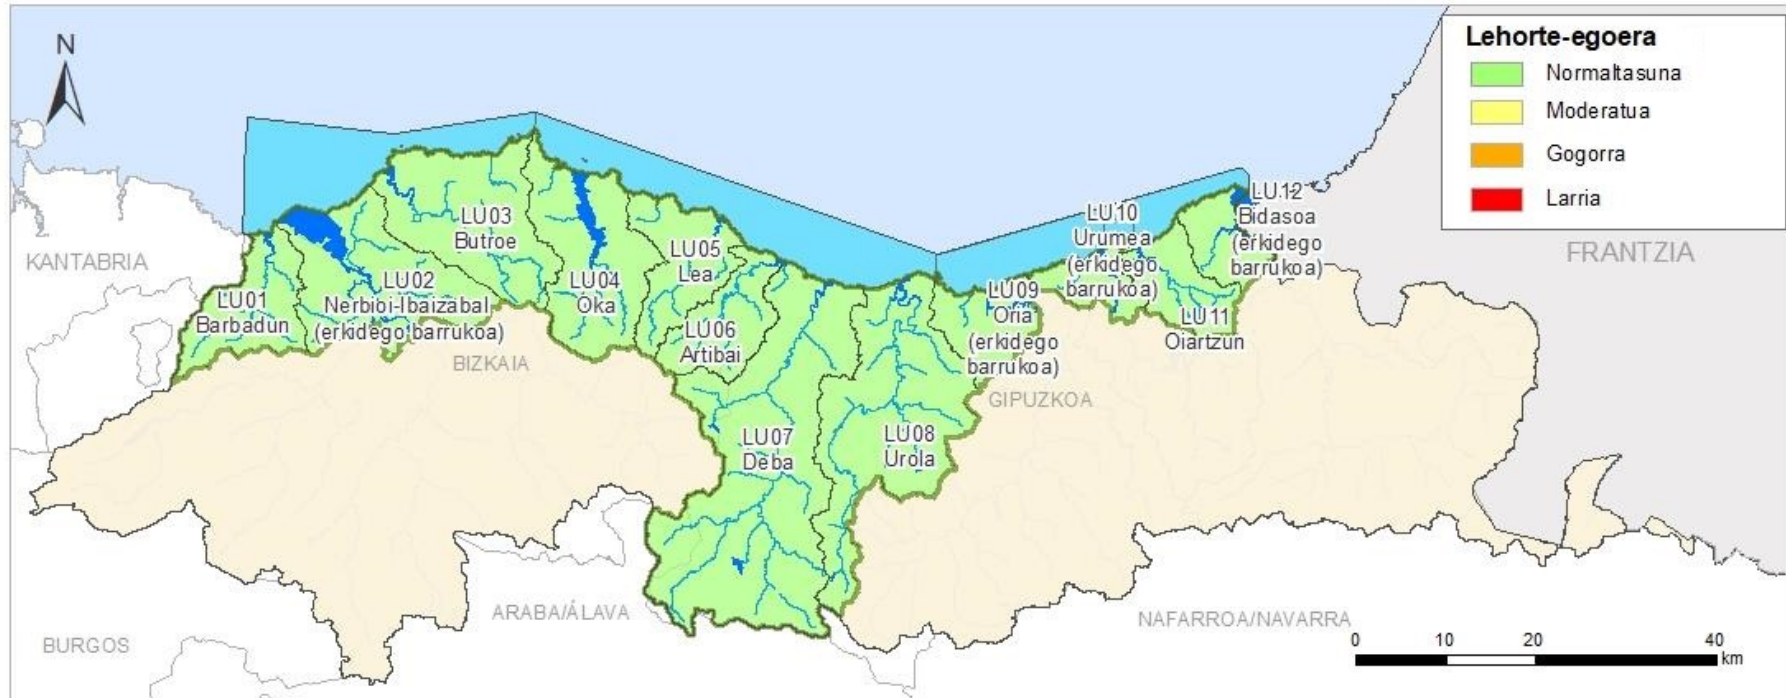 N
Lehorte-egoera
Normaltasuna
Moderatua
Gogorra
Larria
KANTABRIA
FRANTZIA
LU01
Barbadun
LU02
Nerbioi-Ibaizabal
(erkidego barrukoa)
LU03
Butroe
LU04
Oka
LU05
Lea
LU06
Artibai
LU07
Deba
LU08
Urola
LU09
Oria
(erkidego
barrukoa)
LU10
Urumea
(erkidego
barrukoa)
LU11
Oiartzun
LU12
Bidasoa
(erkidego
barrukoa)
BIZKAIA
GIPUZKOA
ARABA/ÁLAVA
BURGOS
NAFARROA/NAVARRA
0 10 20 40
km